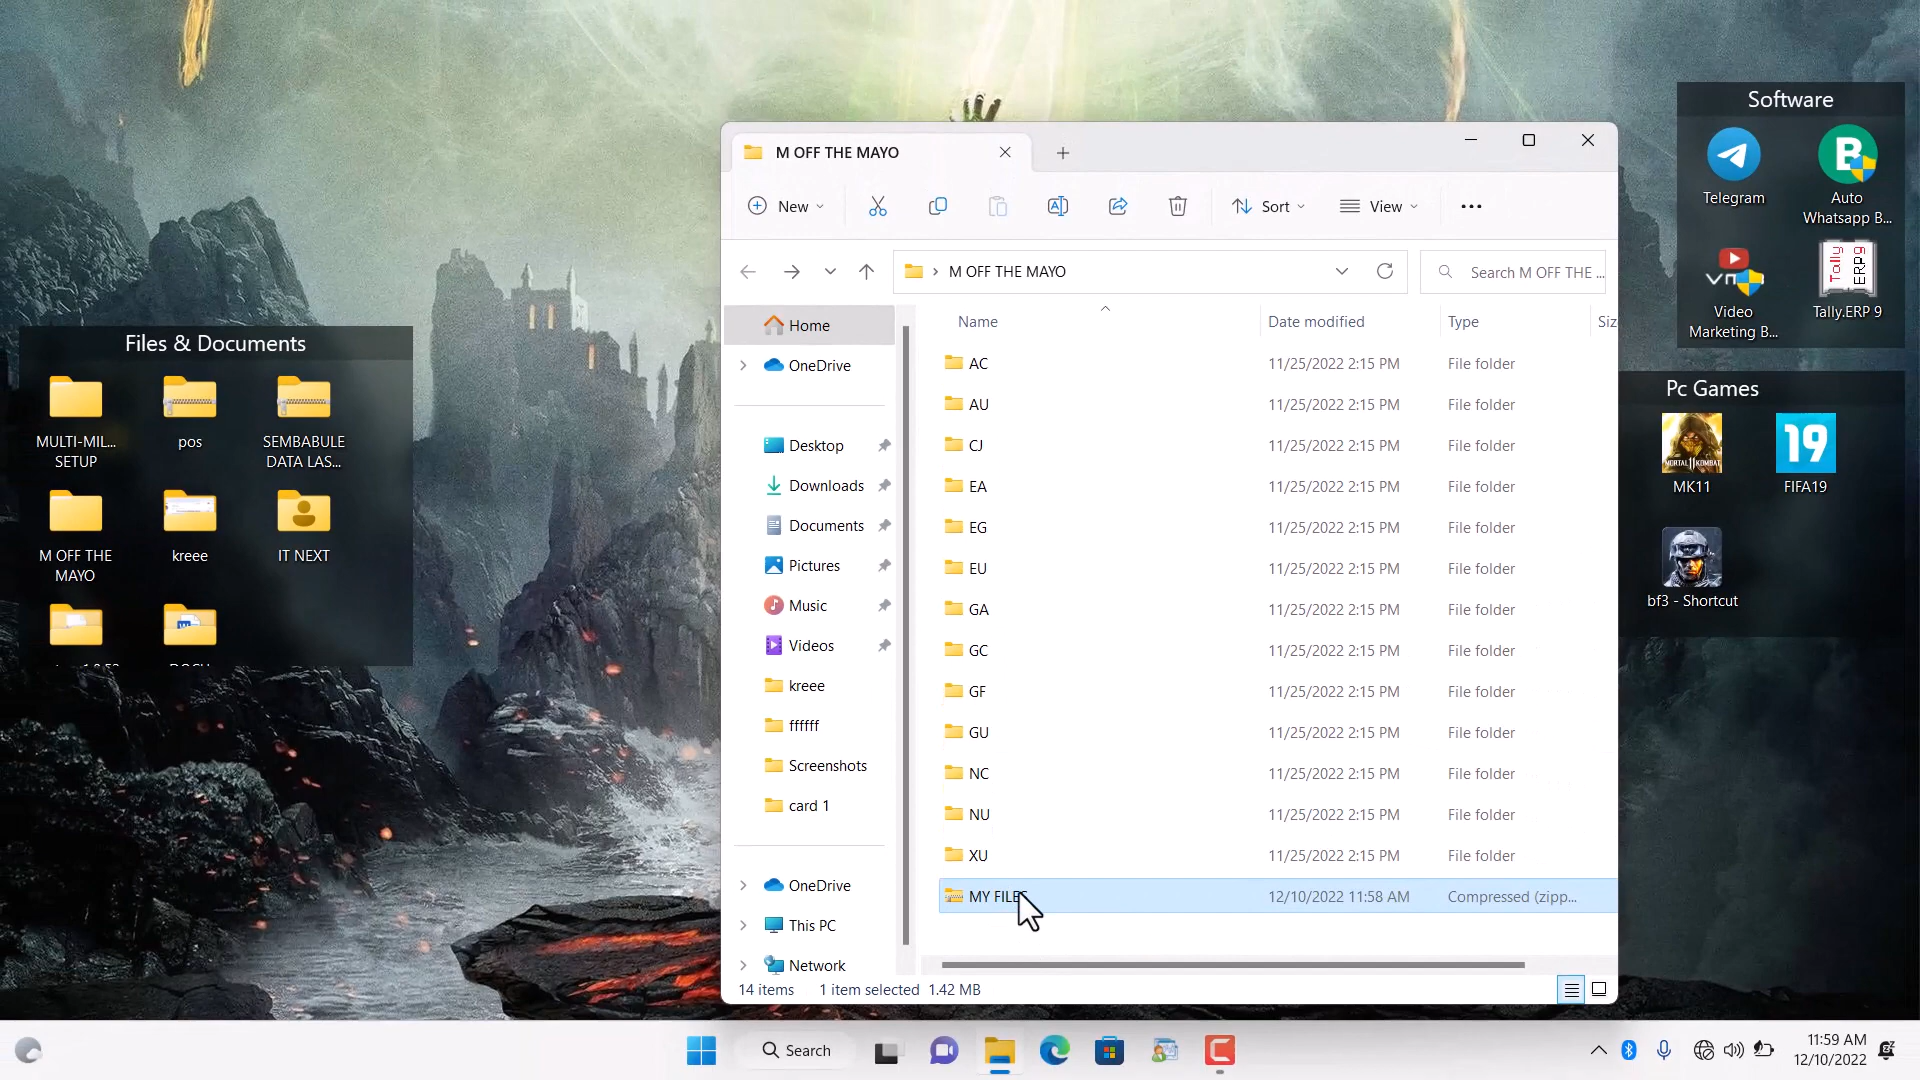 Files & Documents
MULTI-MIL...
SETUP
pos
SEMBABULE
DATA LAS...
M OFF THE
MAYO
kreee
IT NEXT
M OFF THE MAYO
New
Sort
View
M OFF THE MAYO
Search M OFF THE ...
Home
OneDrive
Desktop
Downloads
Documents
Pictures
Music
Videos
kreee
ffffff
Screenshots
card 1
OneDrive
This PC
Network
Name Date modified Type Siz
AC 11/25/2022 2:15 PM File folder
AU 11/25/2022 2:15 PM File folder
CJ 11/25/2022 2:15 PM File folder
EA 11/25/2022 2:15 PM File folder
EG 11/25/2022 2:15 PM File folder
EU 11/25/2022 2:15 PM File folder
GA 11/25/2022 2:15 PM File folder
GC 11/25/2022 2:15 PM File folder
GF 11/25/2022 2:15 PM File folder
GU 11/25/2022 2:15 PM File folder
NC 11/25/2022 2:15 PM File folder
NU 11/25/2022 2:15 PM File folder
XU 11/25/2022 2:15 PM File folder
MY FILES 12/10/2022 11:58 AM Compressed (zipp...
14 items 1 item selected 1.42 MB
Software
Telegram
B
Auto
Whatsapp B...
Video
Marketing B...
Tally
ERP9
Tally.ERP 9
Pc Games
MORTAL KOMBAT 11
MK11
19
FIFA19
bf3 - Shortcut
Search
11:59 AM
12/10/2022